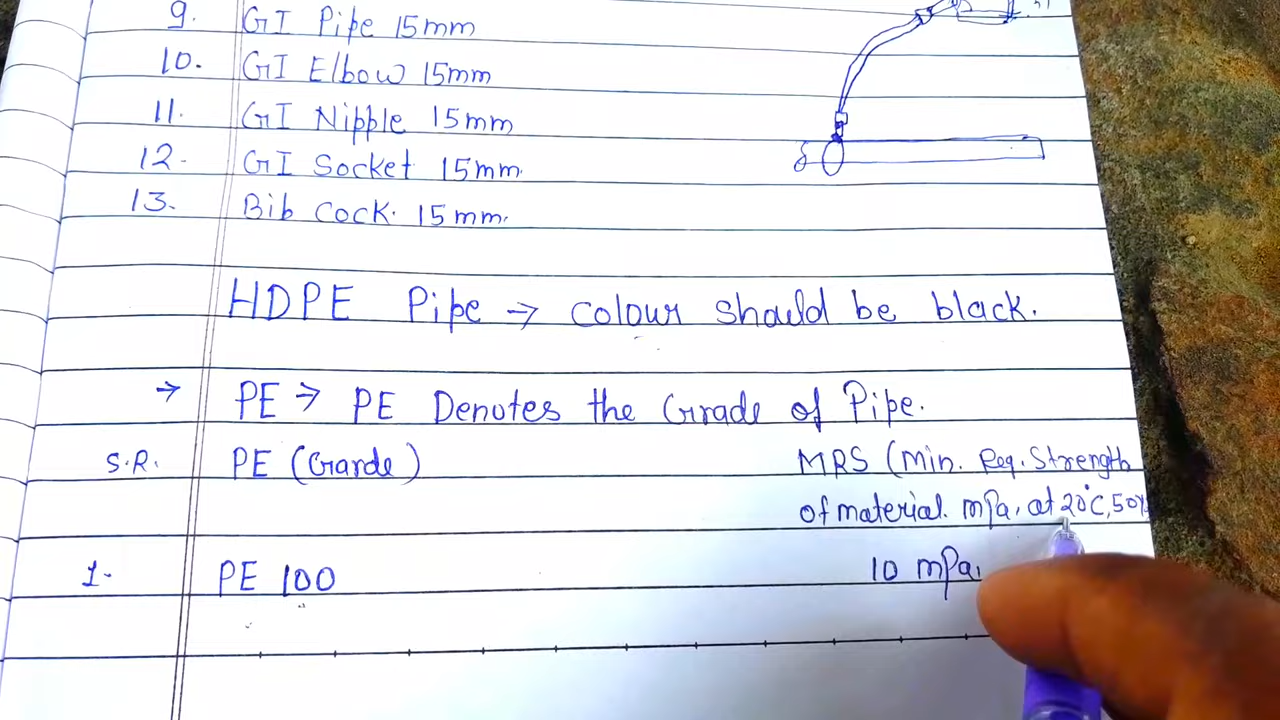 9. GI Pipe 15mm
10. GI Elbow 15mm
11. GI Nipple 15mm
12. GI Socket 15mm.
13. Bib Cock. 15mm.
HDPE Pipe → colour should be black.
→ PE → PE Denotes the Grade of Pipe.
S.R. PE (Garde) MRS (Min. Req. Strength
of material. mPa. at 20°C, 50
1. PE 100 10 mPa.